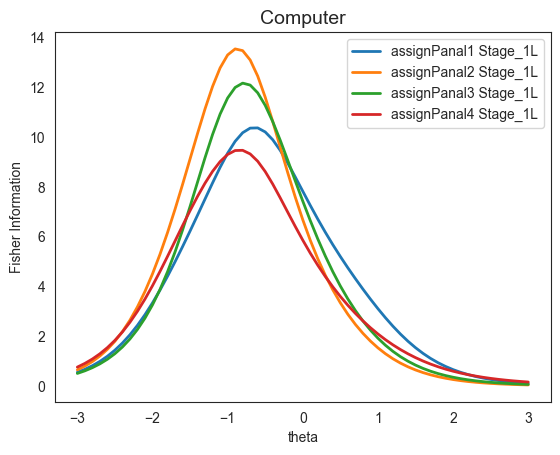 Computer
assignPanal1 Stage_1L
assignPanal2 Stage_1L
assignPanal3 Stage_1L
assignPanal4 Stage_1L
Fisher Information
14
12
10
8
6
4
2
0
−3 −2 −1 0 1 2 3
theta